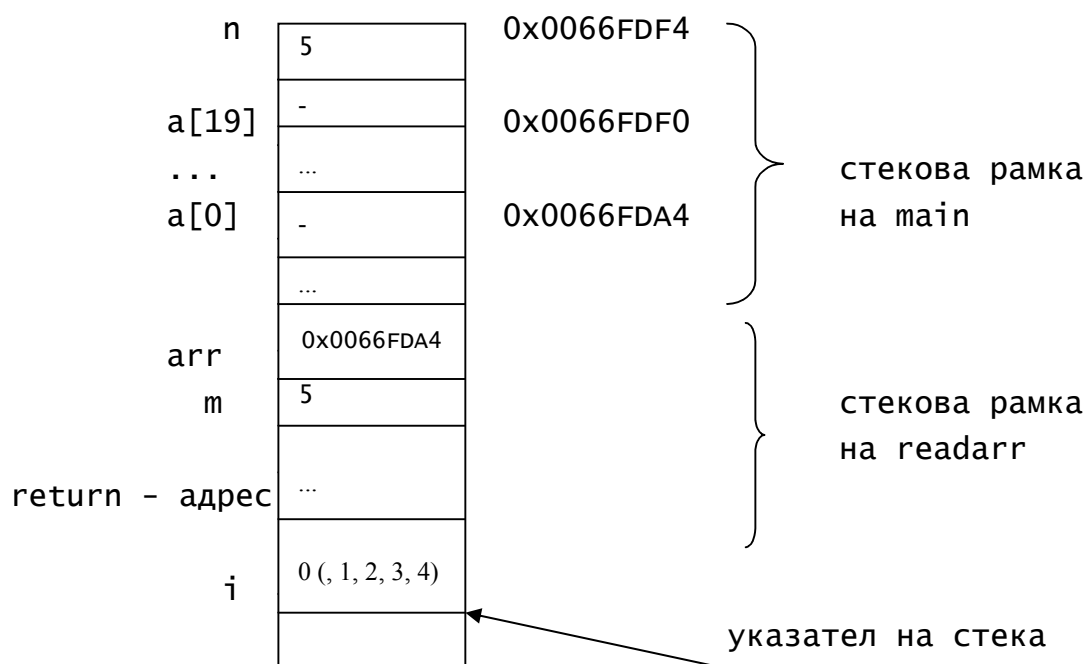 n 5 0x0066FDF4
a[19] - 0x0066FDF0
... ... стекова рамка
a[0] - 0x0066FDA4 на main
...
arr 0x0066FDA4
m 5 стекова рамка
на readarr
return – адрес ...
i 0 (, 1, 2, 3, 4)
указател на стека